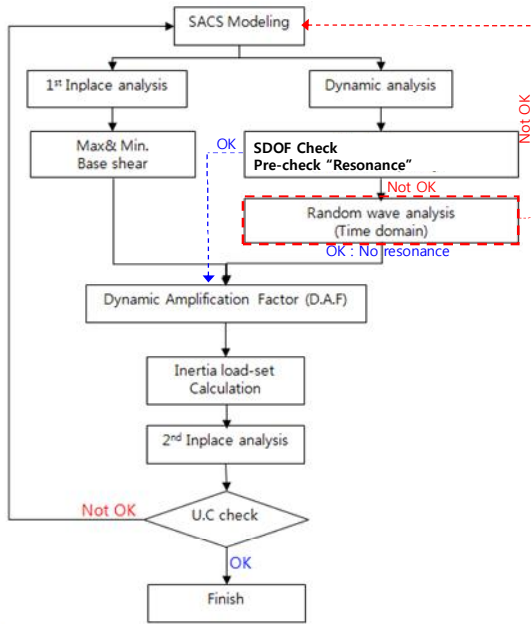 SACS Modeling
1st Inplace analysis
Dynamic analysis
Not OK
Max& Min.
Base shear
OK
SDOF Check
Pre-check “Resonance”
Not OK
Random wave analysis
(Time domain)
OK : No resonance
Dynamic Amplification Factor (D.A.F)
Inertia load-set
Calculation
2nd Inplace analysis
Not OK
U.C check
OK
Finish